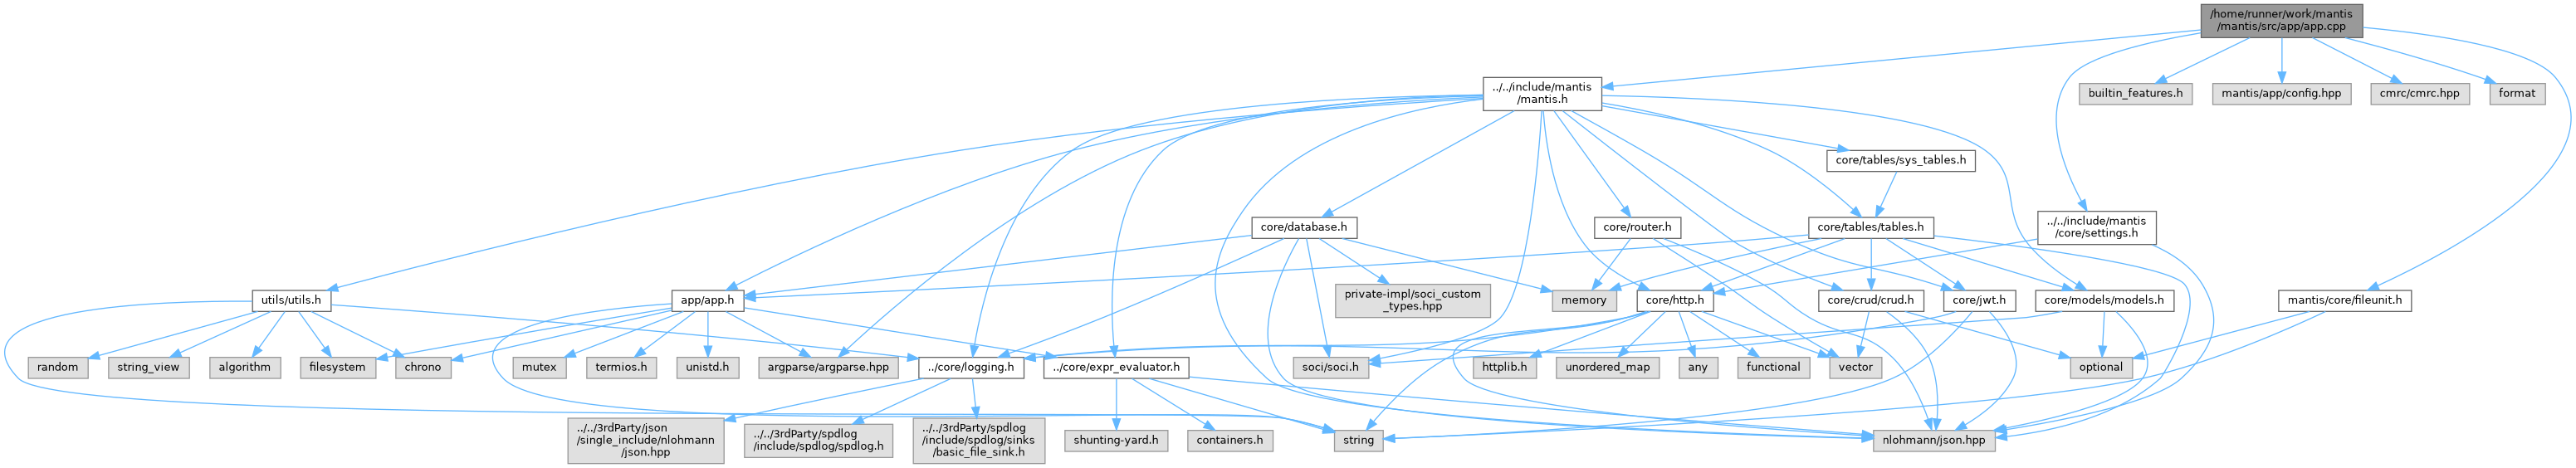 /home/runner/work/mantis
/mantis/src/app/app.cpp
../../include/mantis
/mantis.h
builtin_features.h
mantis/app/config.hpp
cmrc/cmrc.hpp
format
core/tables/sys_tables.h
core/database.h
core/router.h
core/tables/tables.h
../../include/mantis
/core/settings.h
utils/utils.h
app/app.h
private-impl/soci_custom
_types.hpp
memory
core/http.h
core/crud/crud.h
core/jwt.h
core/models/models.h
mantis/core/fileunit.h
random
string_view
algorithm
filesystem
chrono
mutex
termios.h
unistd.h
argparse/argparse.hpp
../core/logging.h
../core/expr_evaluator.h
soci/soci.h
httplib.h
unordered_map
any
functional
vector
optional
../../3rdParty/json
/single_include/nlohmann
/json.hpp
../../3rdParty/spdlog
/include/spdlog/spdlog.h
../../3rdParty/spdlog
/include/spdlog/sinks
/basic_file_sink.h
shunting-yard.h
containers.h
string
nlohmann/json.hpp